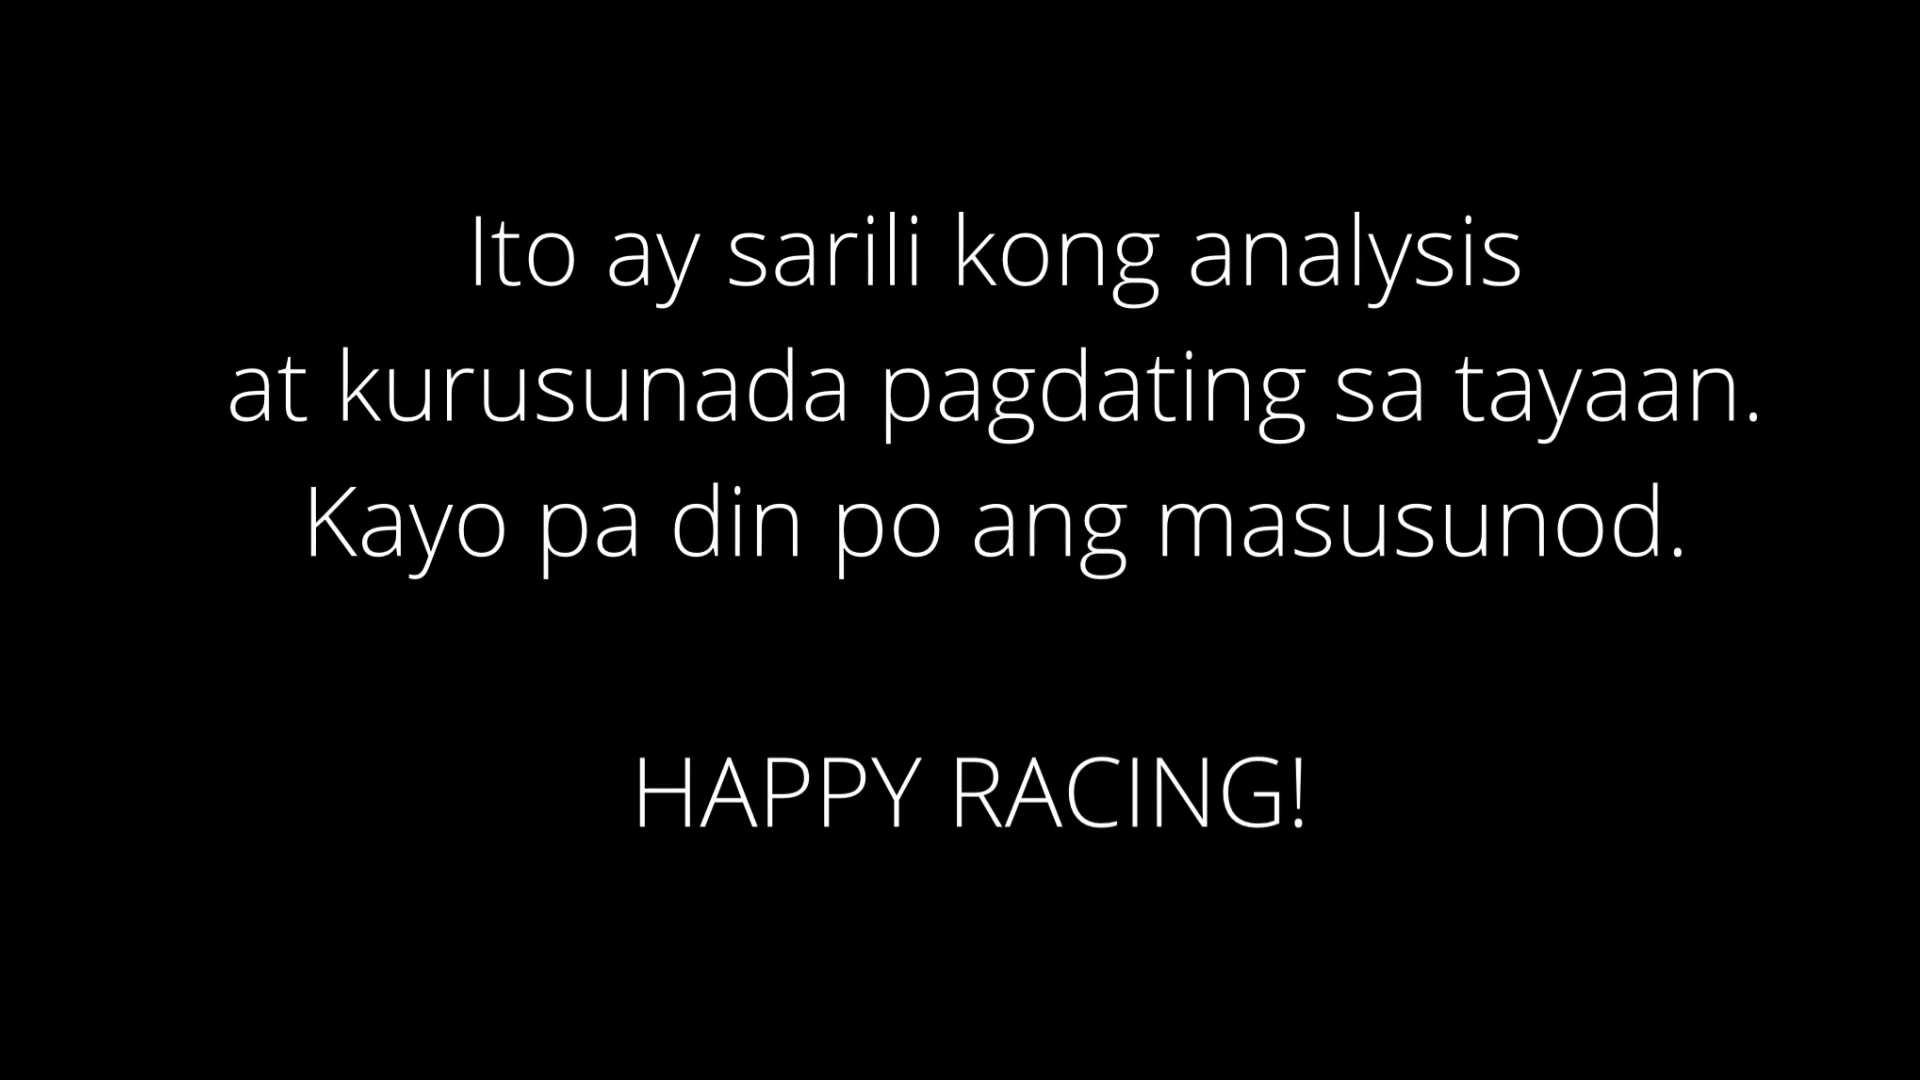 Ito ay sarili kong analysis
at kurusunada pagdating sa tayaan.
Kayo pa din po ang masusunod.
HAPPY RACING!